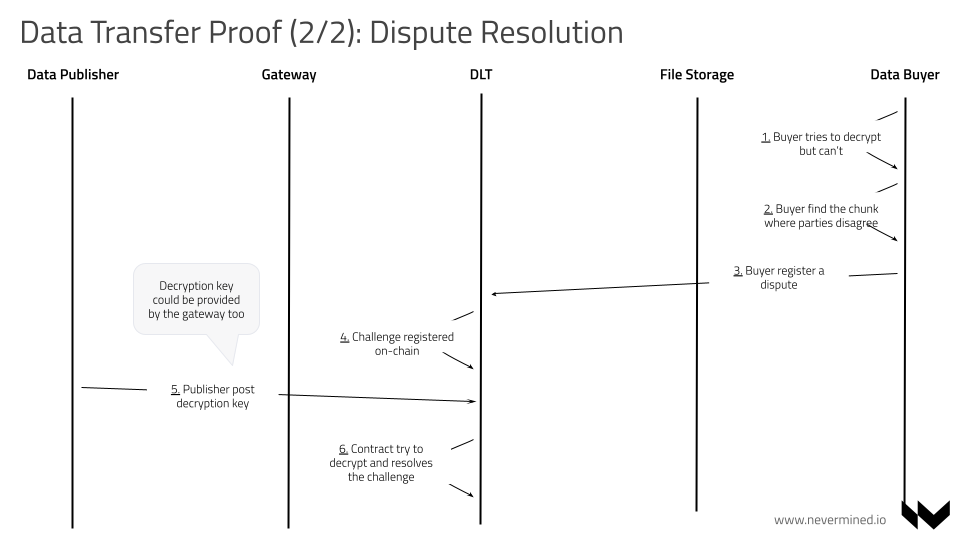 Data Transfer Proof (2/2): Dispute Resolution
Data Publisher
Gateway
DLT
File Storage
Data Buyer
1. Buyer tries to decrypt
but can't
2. Buyer find the chunk
where parties disagree
3. Buyer register a
dispute
Decryption key
could be provided
by the gateway too
4. Challenge registered
on-chain
5. Publisher post
decryption key
6. Contract try to
decrypt and resolves
the challenge
www.nevermined.io